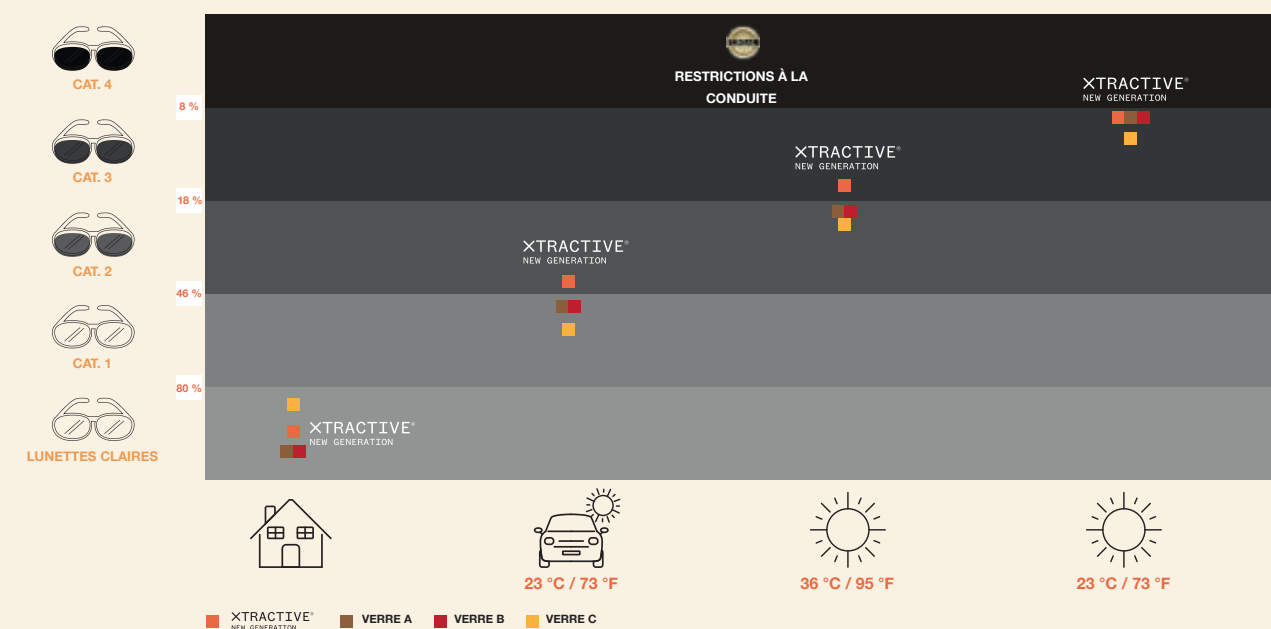 RESTRICTIONS À LA
CONDUITE
CAT. 4
8 %
XTRACTIVE®
NEW GENERATION
CAT. 3
18 %
XTRACTIVE®
NEW GENERATION
CAT. 2
46 %
XTRACTIVE®
NEW GENERATION
CAT. 1
80 %
XTRACTIVE®
NEW GENERATION
LUNETTES CLAIRES
23 °C / 73 °F
36 °C / 95 °F
23 °C / 73 °F
XTRACTIVE®
NEW GENERATION
VERRE A
VERRE B
VERRE C